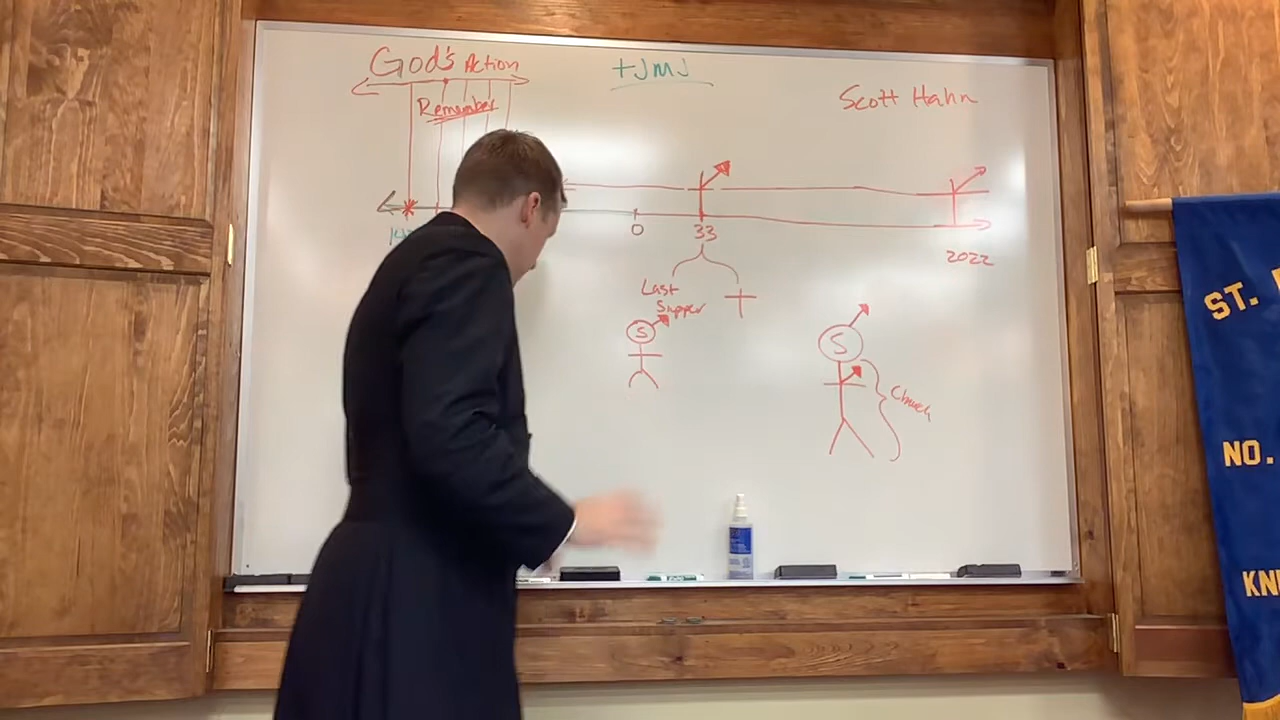 God's Action
+JMJ
Scott Hahn
Remember
0
33
2022
Last
Supper
S
S
Church
ST.
NO.
KN